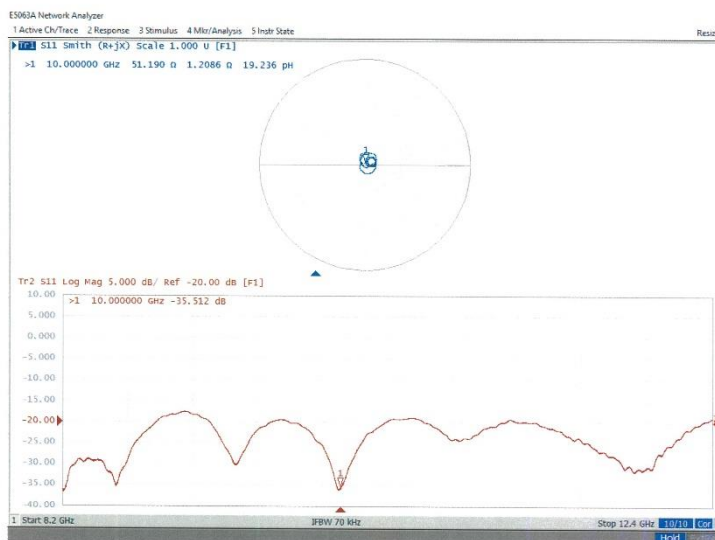 E5063A Network Analyzer
1 Active Ch/Trace 2 Response 3 Stimulus 4 Mkr/Analysis 5 Instr State
Resiz
Tr1 S11 Smith (R+jX) Scale 1.000 U [F1]
>1 10.000000 GHz 51.190 Ω 1.2086 Ω 19.236 pH
1
Tr2 S11 Log Mag 5.000 dB/ Ref -20.00 dB [F1]
10.00
>1 10.000000 GHz -35.512 dB
5.000
0.000
-5.000
-10.00
-15.00
-20.00
-25.00
-30.00
1
-35.00
-40.00
1 Start 8.2 GHz IFBW 70 kHz Stop 12.4 GHz 10/10 Cor
Hold